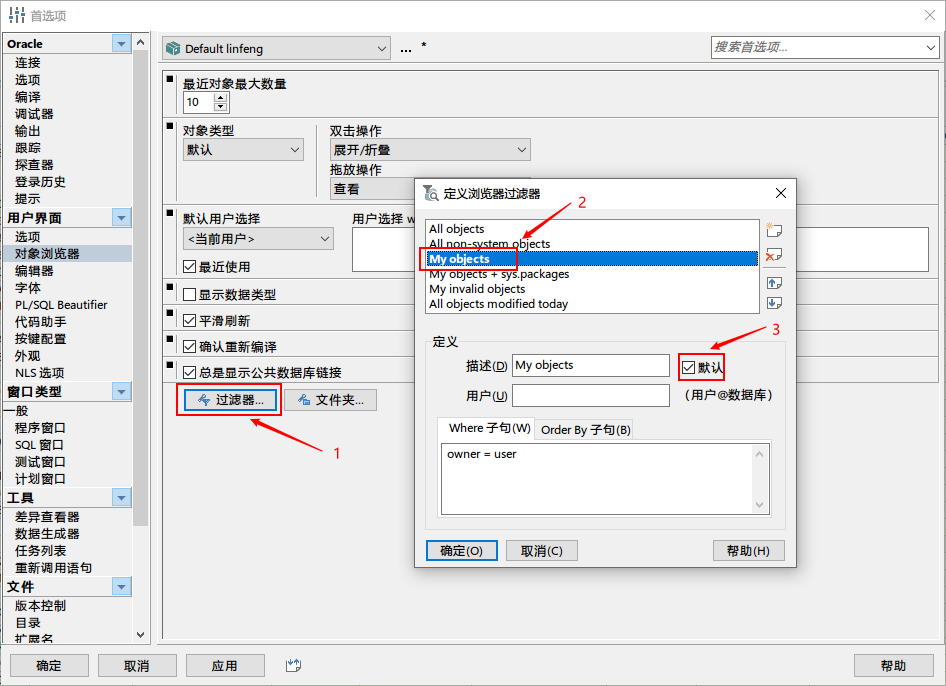 首选项
Oracle
连接
选项
编译
调试器
输出
跟踪
探查器
登录历史
提示
用户界面
选项
对象浏览器
编辑器
字体
PL/SQL Beautifier
代码助手
按键配置
外观
NLS 选项
窗口类型
一般
程序窗口
SQL 窗口
测试窗口
计划窗口
工具
差异查看器
数据生成器
任务列表
重新调用语句
文件
版本控制
目录
扩展名
Default linfeng
... *
搜索首选项...
最近对象最大数量
10
对象类型
默认
双击操作
展开/折叠
拖放操作
查看
默认用户选择
<当前用户>
用户选择 w
最近使用
显示数据类型
平滑刷新
确认重新编译
总是显示公共数据库链接
过滤器...
文件夹...
1
定义浏览器过滤器
2
All objects
All non-system objects
My objects
My objects + sys.packages
My invalid objects
All objects modified today
3
定义
描述(D)
My objects
默认
用户(U)
(用户@数据库)
Where 子句(W)
Order By 子句(B)
owner = user
确定(O)
取消(C)
帮助(H)
确定
取消
应用
帮助